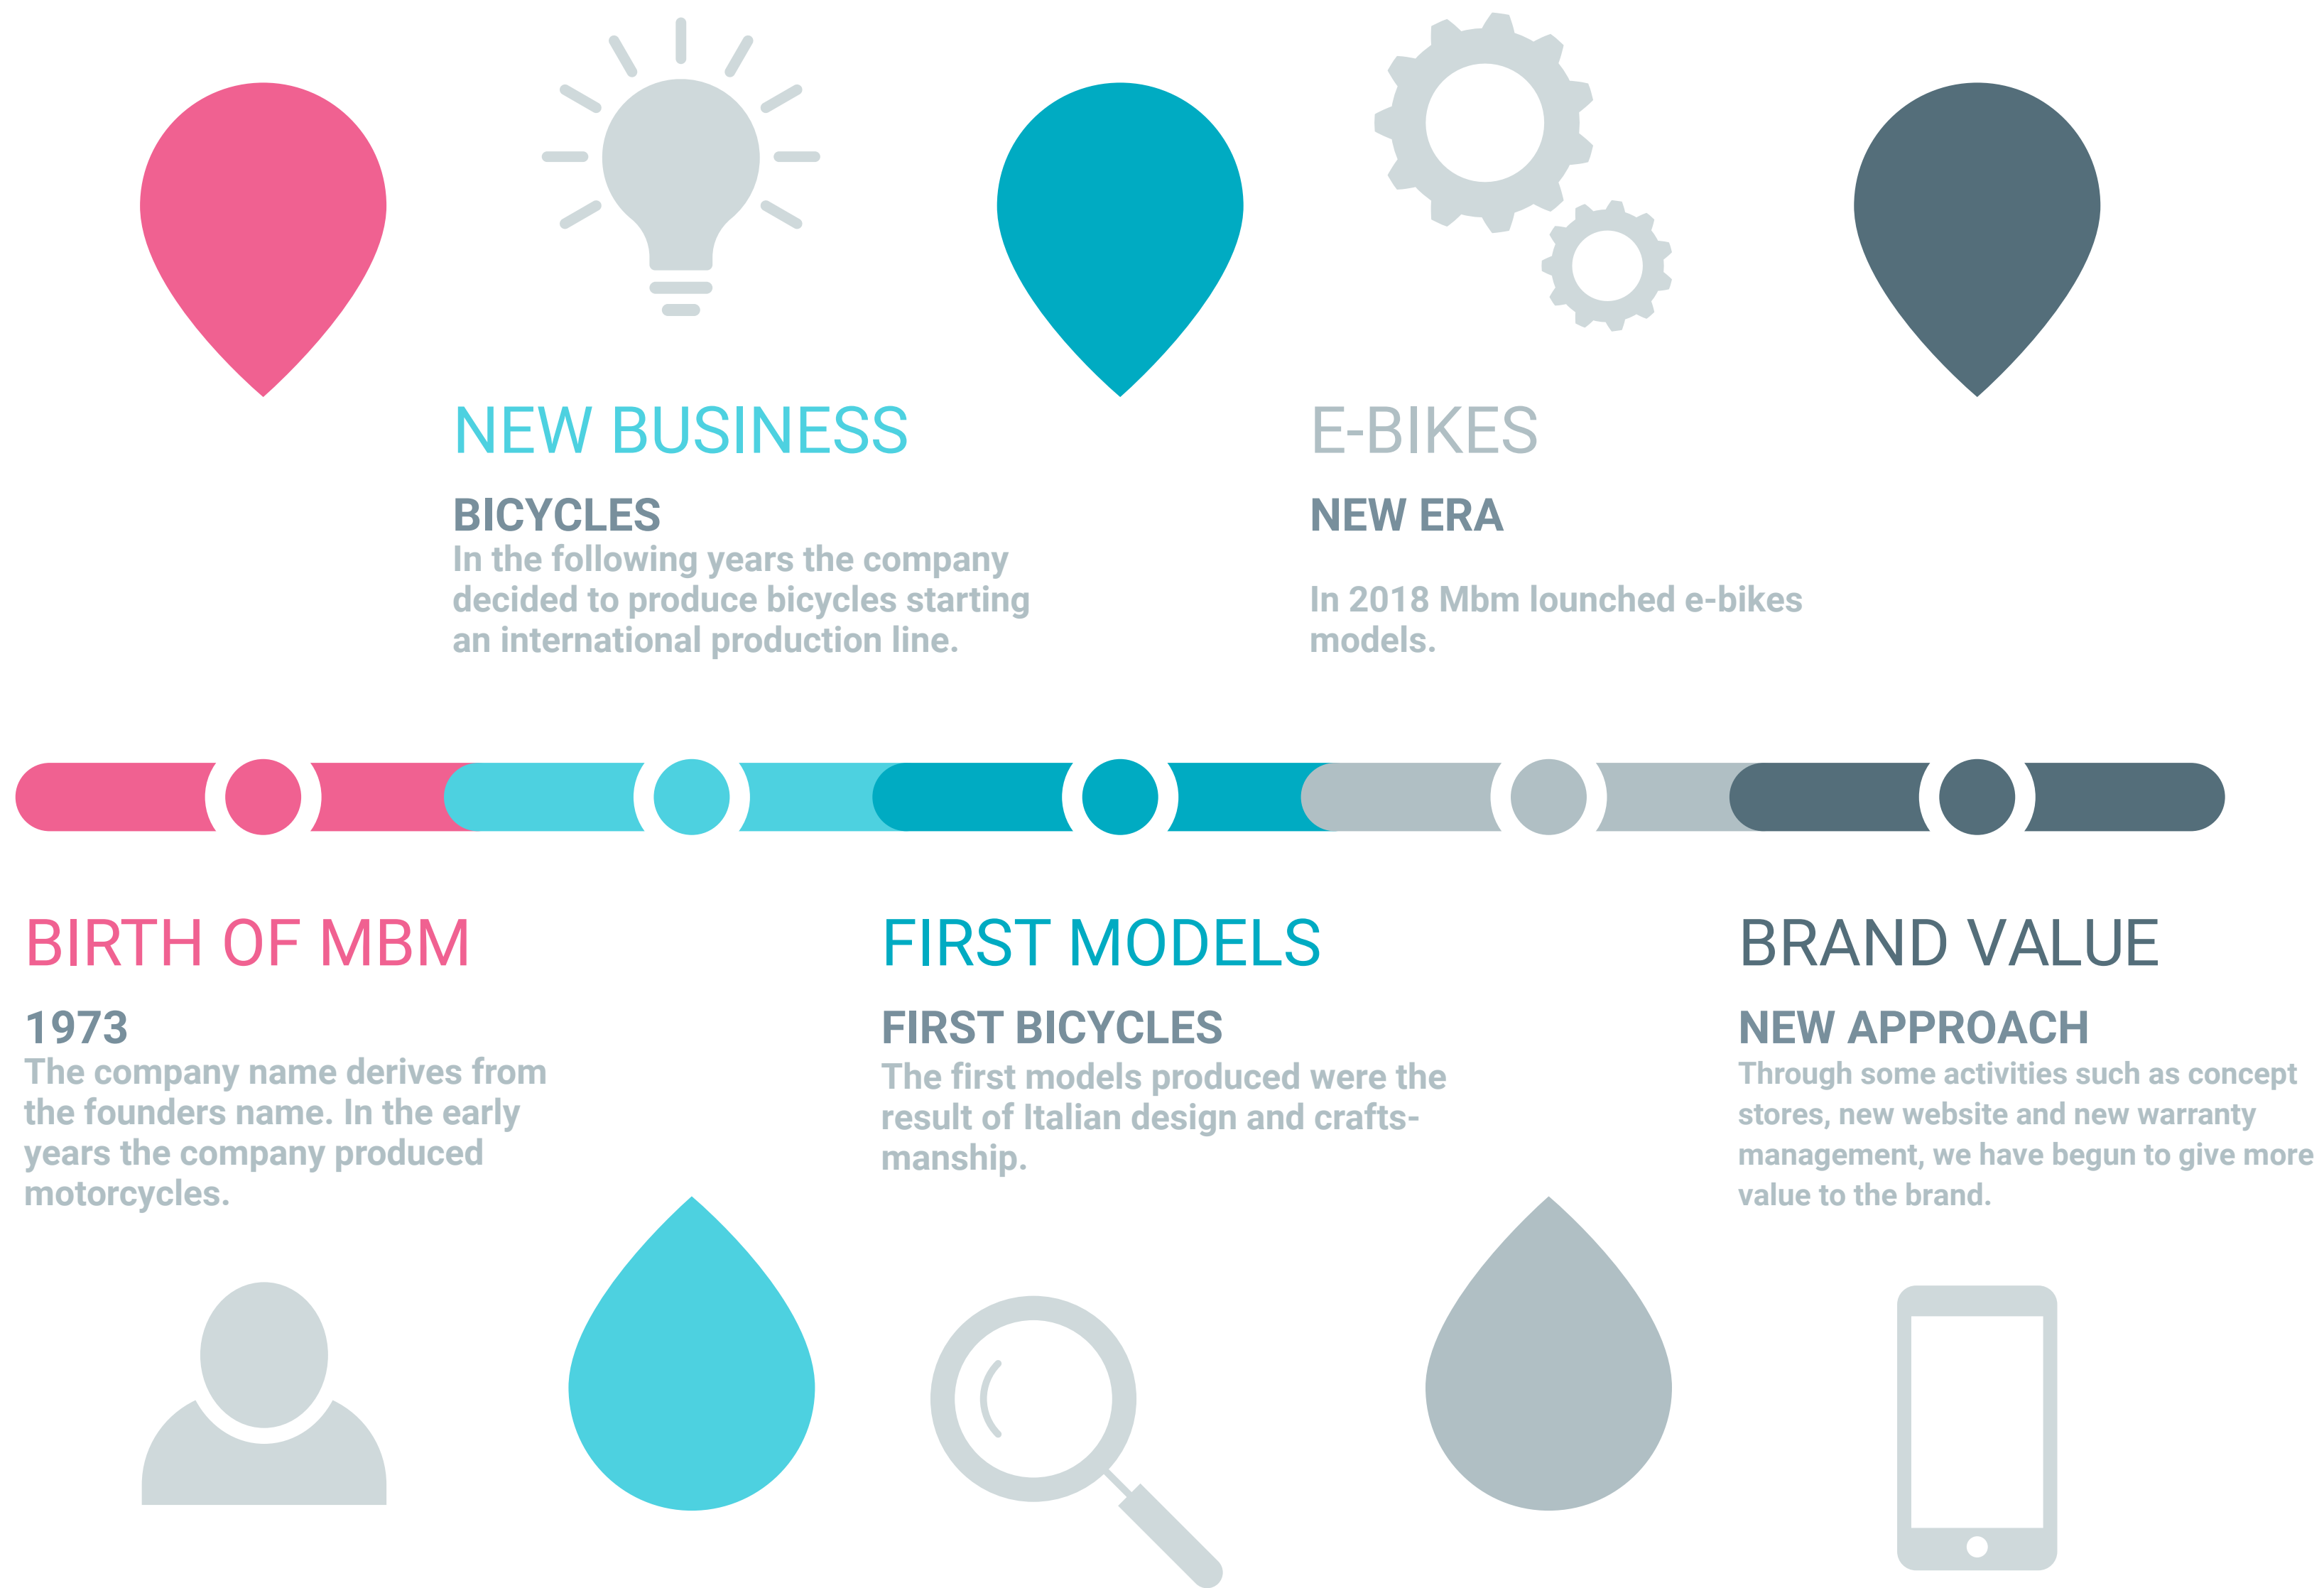 NEW BUSINESS
BICYCLES
In the following years the company
decided to produce bicycles starting
an international production line.
E-BIKES
NEW ERA
In 2018 Mbm lounched e-bikes
models.
BIRTH OF MBM
1973
The company name derives from
the founders name. In the early
years the company produced
motorcycles.
FIRST MODELS
FIRST BICYCLES
The first models produced were the
result of Italian design and crafts-
manship.
BRAND VALUE
NEW APPROACH
Through some activities such as concept
stores, new website and new warranty
management, we have begun to give more
value to the brand.